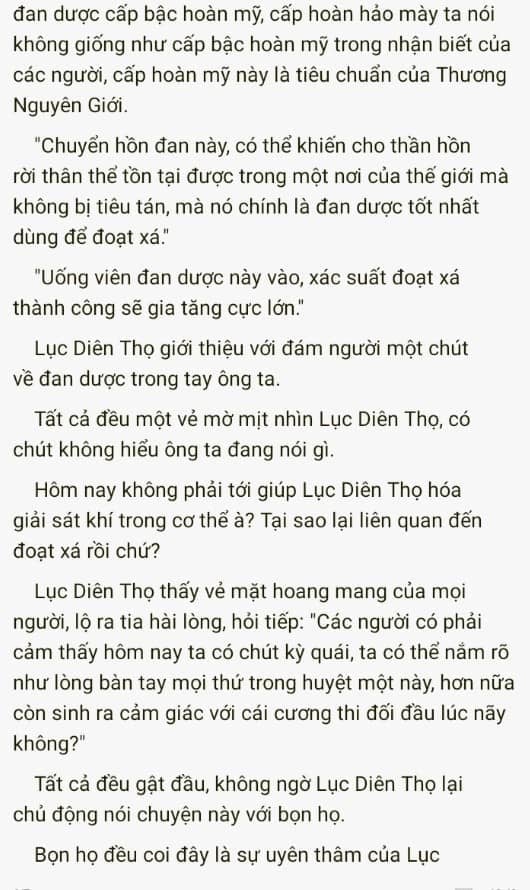 đan dược cấp bậc hoàn mỹ, cấp hoàn hảo mày ta nói
không giống như cấp bậc hoàn mỹ trong nhận biết của
các người, cấp hoàn mỹ này là tiêu chuẩn của Thương
Nguyên Giới.
"Chuyển hồn đan này, có thể khiến cho thần hồn
rời thân thể tồn tại được trong một nơi của thế giới mà
không bị tiêu tán, mà nó chính là đan dược tốt nhất
dùng để đoạt xá."
"Uống viên đan dược này vào, xác suất đoạt xá
thành công sẽ gia tăng cực lớn."
Lục Diên Thọ giới thiệu với đám người một chút
về đan dược trong tay ông ta.
Tất cả đều một vẻ mờ mịt nhìn Lục Diên Thọ, có
chút không hiểu ông ta đang nói gì.
Hôm nay không phải tới giúp Lục Diên Thọ hóa
giải sát khí trong cơ thể à? Tại sao lại liên quan đến
đoạt xá rồi chứ?
Lục Diên Thọ thấy vẻ mặt hoang mang của mọi
người, lộ ra tia hài lòng, hỏi tiếp: "Các người có phải
cảm thấy hôm nay ta có chút kỳ quái, ta có thể nắm rõ
như lòng bàn tay mọi thứ trong huyệt một này, hơn nữa
còn sinh ra cảm giác với cái cương thi đối đầu lúc nãy
không?"
Tất cả đều gật đầu, không ngờ Lục Diên Thọ lại
chủ động nói chuyện này với bọn họ.
Bọn họ đều coi đây là sự uyên thâm của Lục